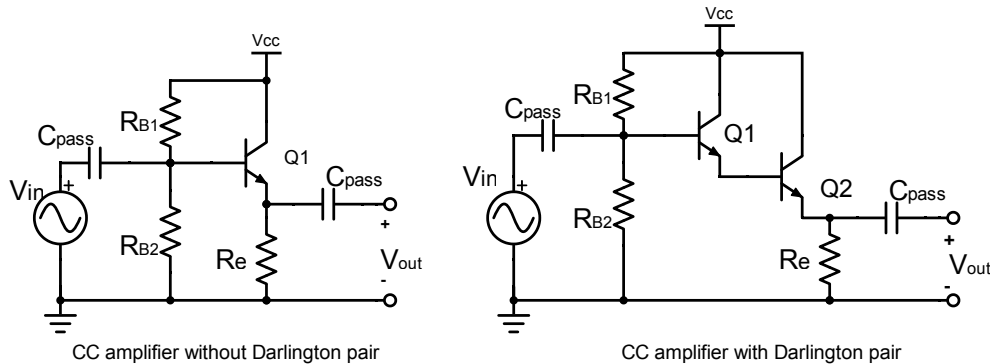 Vcc
RB1
Cpass
Q1
Vin
+
Cpass
+
RB2
Re
Vout
-
CC amplifier without Darlington pair
Vcc
RB1
Cpass
Q1
Vin
+
Q2
Cpass
RB2
+
Re
Vout
-
CC amplifier with Darlington pair